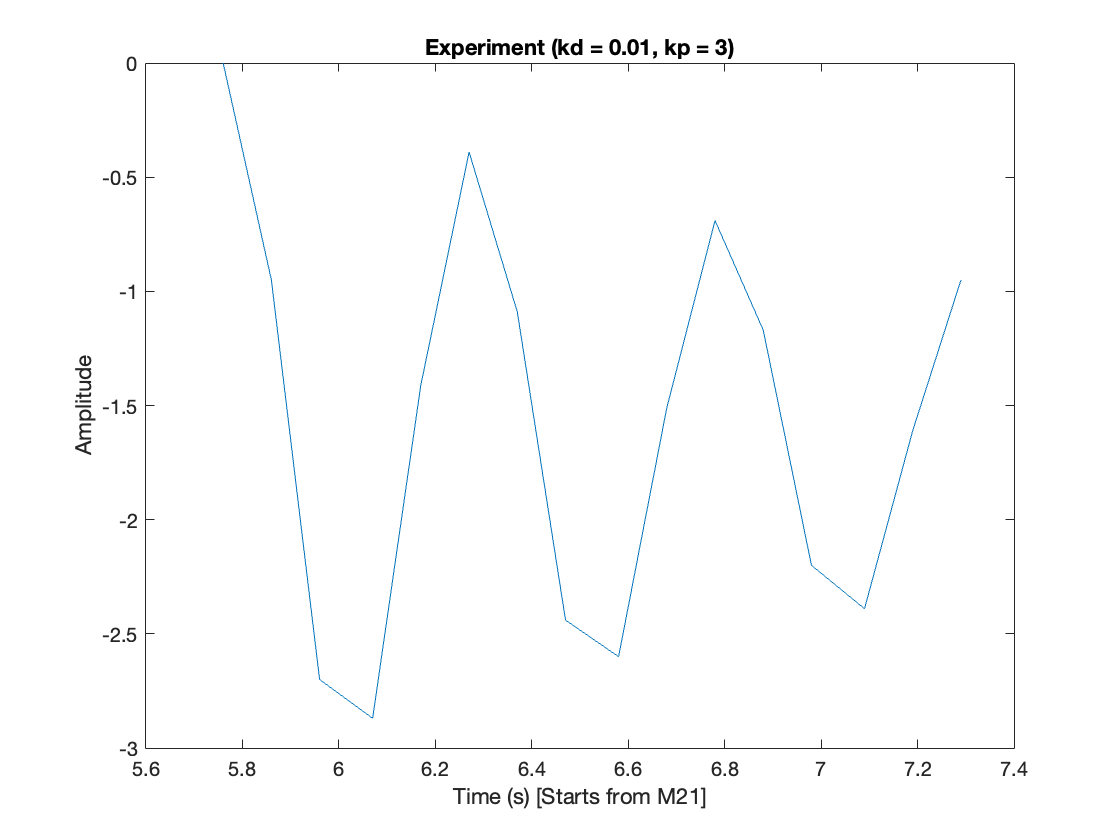 Experiment (kd = 0.01, kp = 3)
0
-0.5
-1
-1.5
-2
-2.5
-3
Amplitude
5.6 5.8 6 6.2 6.4 6.6 6.8 7 7.2 7.4
Time (s) [Starts from M21]